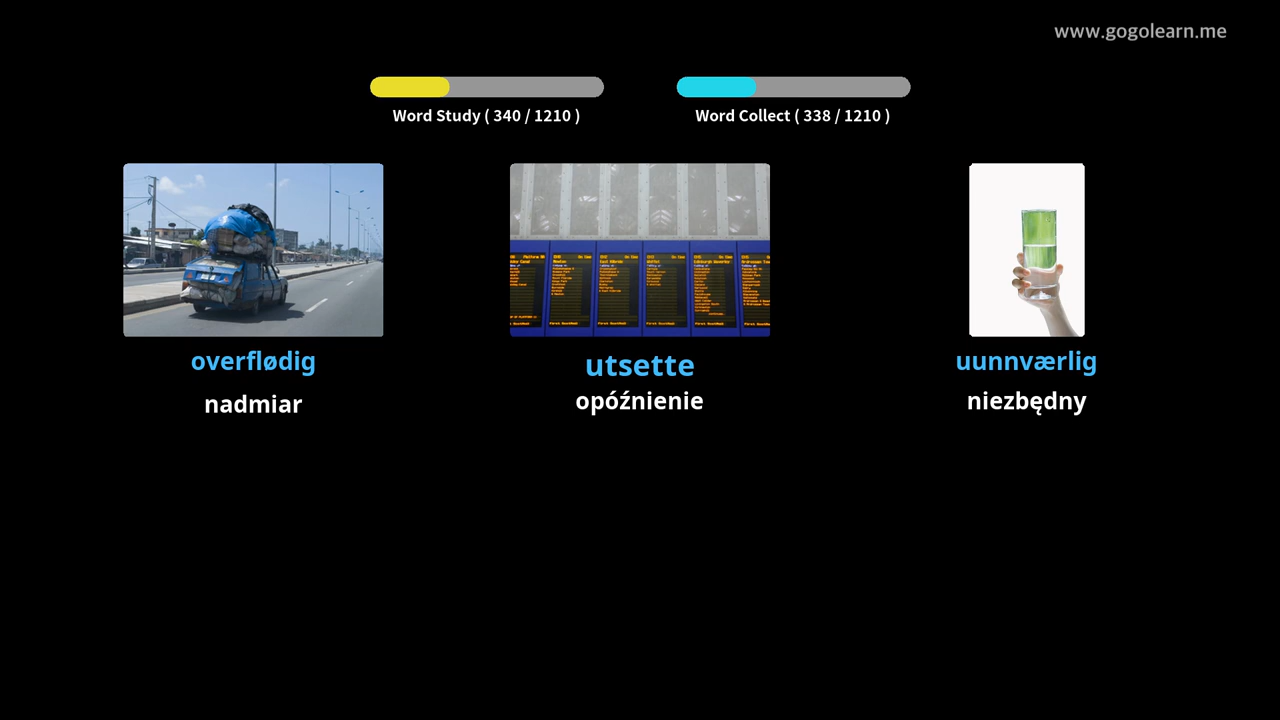 www.gogolearn.me
Word Study ( 340 / 1210 )
Word Collect ( 338 / 1210 )
overflødig
utsette
uunnværlig
nadmiar
opóźnienie
niezbędny